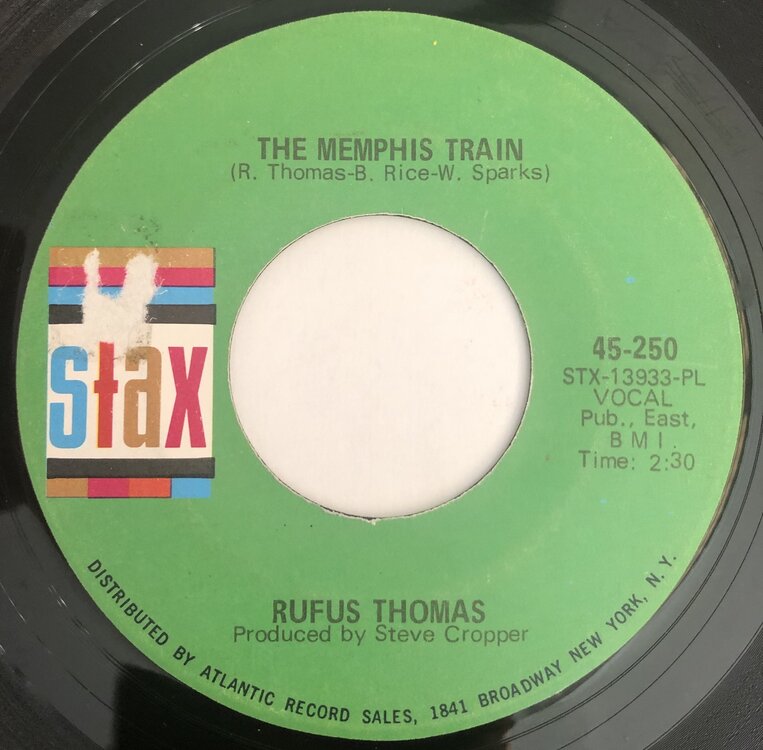 THE MEMPHIS TRAIN
(R. Thomas-B. Rice-W. Sparks)
stax
45-250
STX-13933-PL
VOCAL
Pub., East,
B M I.
Time: 2:30
RUFUS THOMAS
Produced by Steve Cropper
DISTRIBUTED BY ATLANTIC RECORD SALES, 1841 BROADWAY NEW YORK, N. Y.